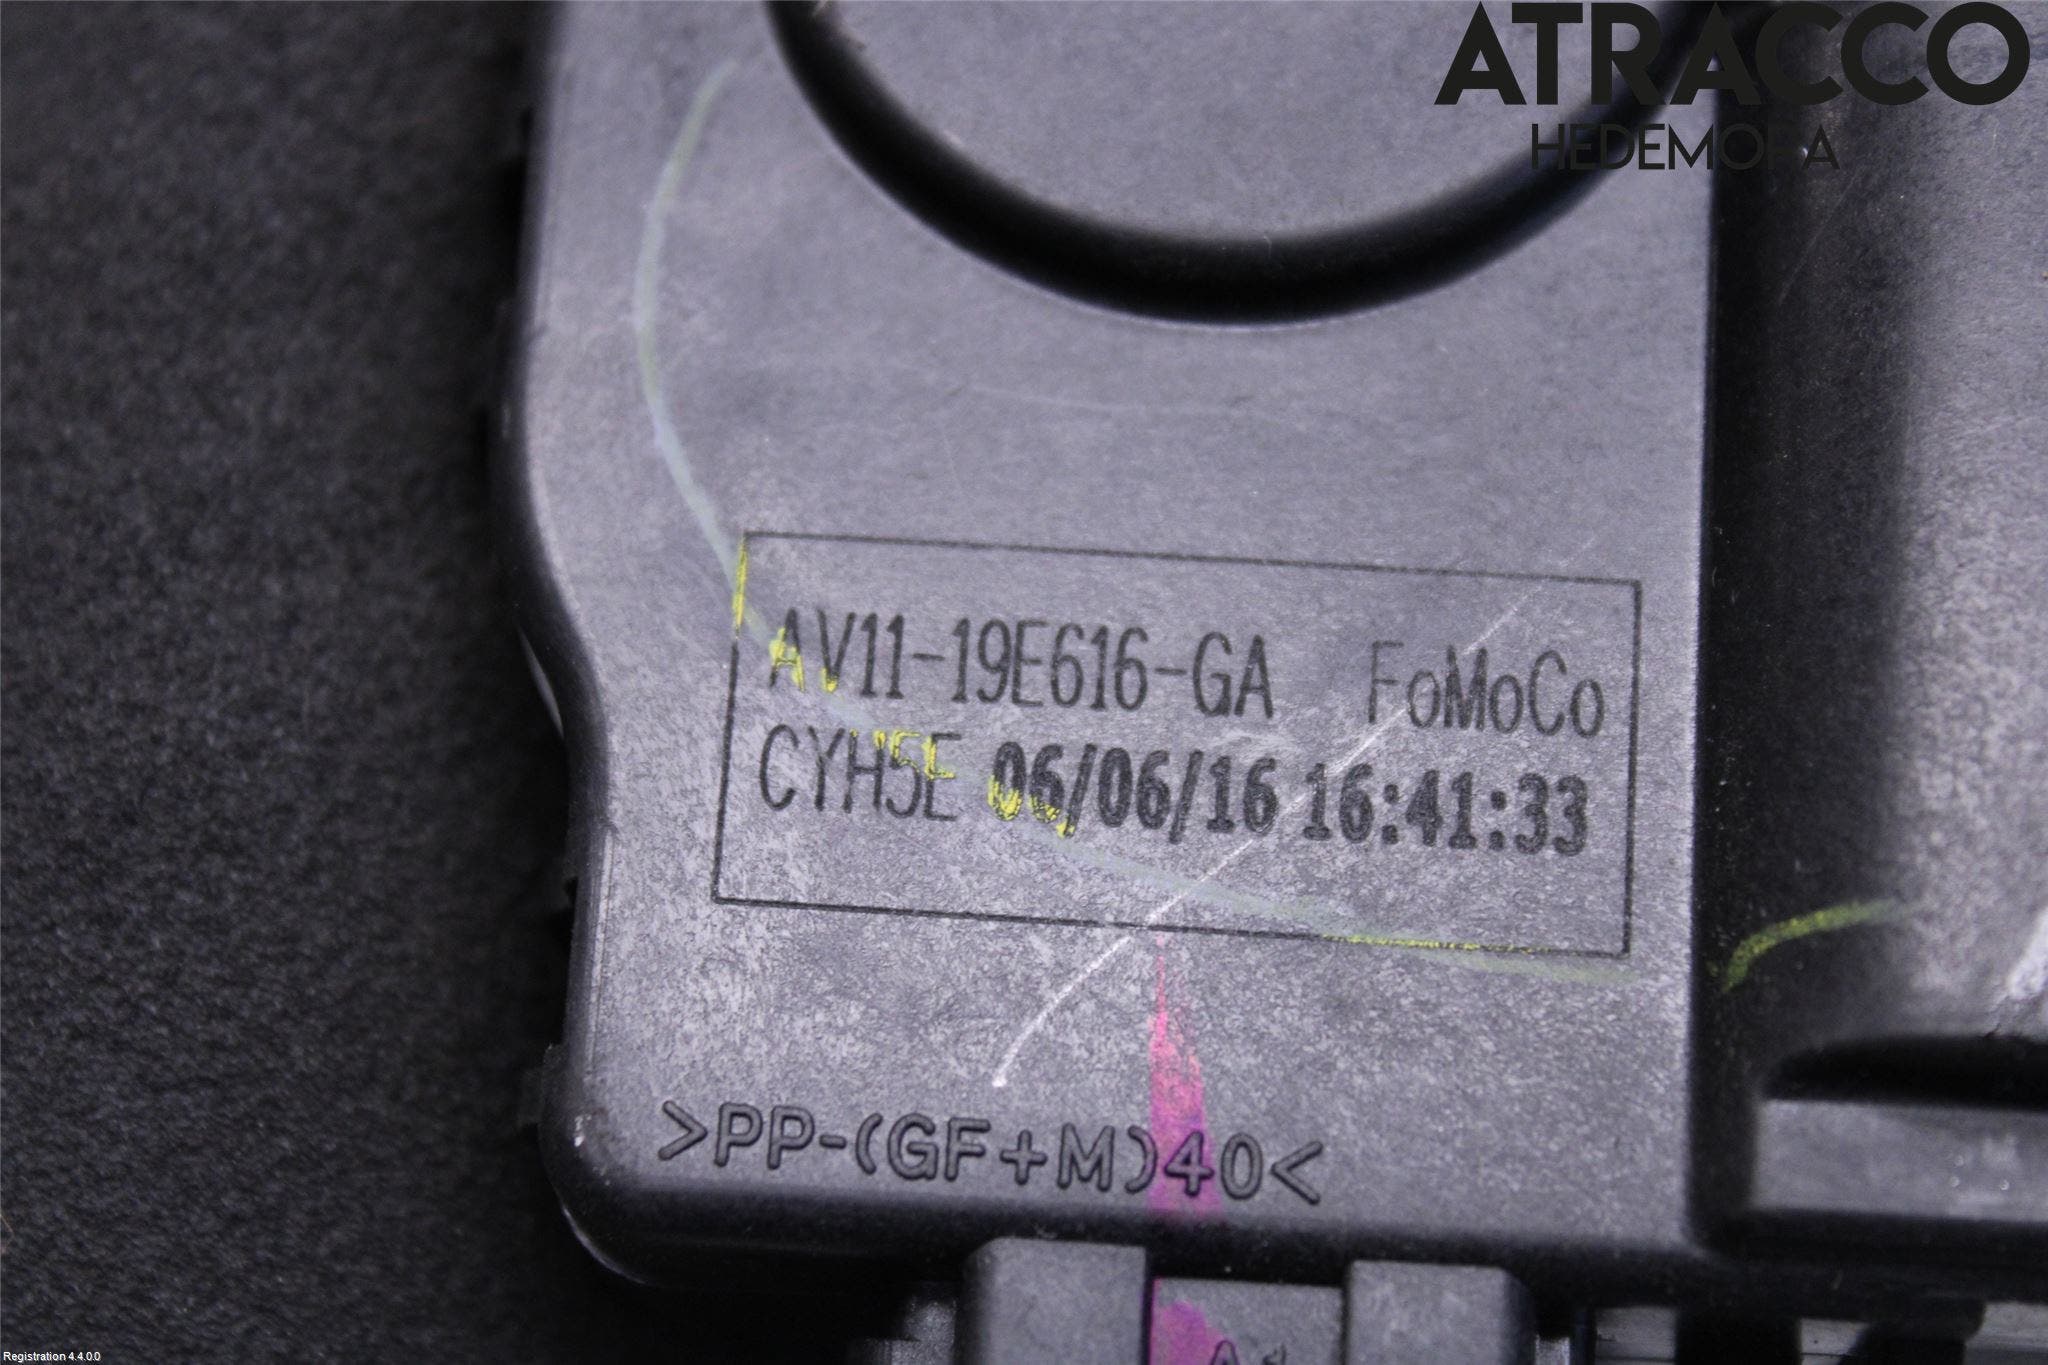 ATRACCO
HEDEMORA
AV11-19E616-GA FoMoCo
CYH5E 06/06/16 16:41:33
>PP-(GF+M)40<
Registration 4.4.0.0